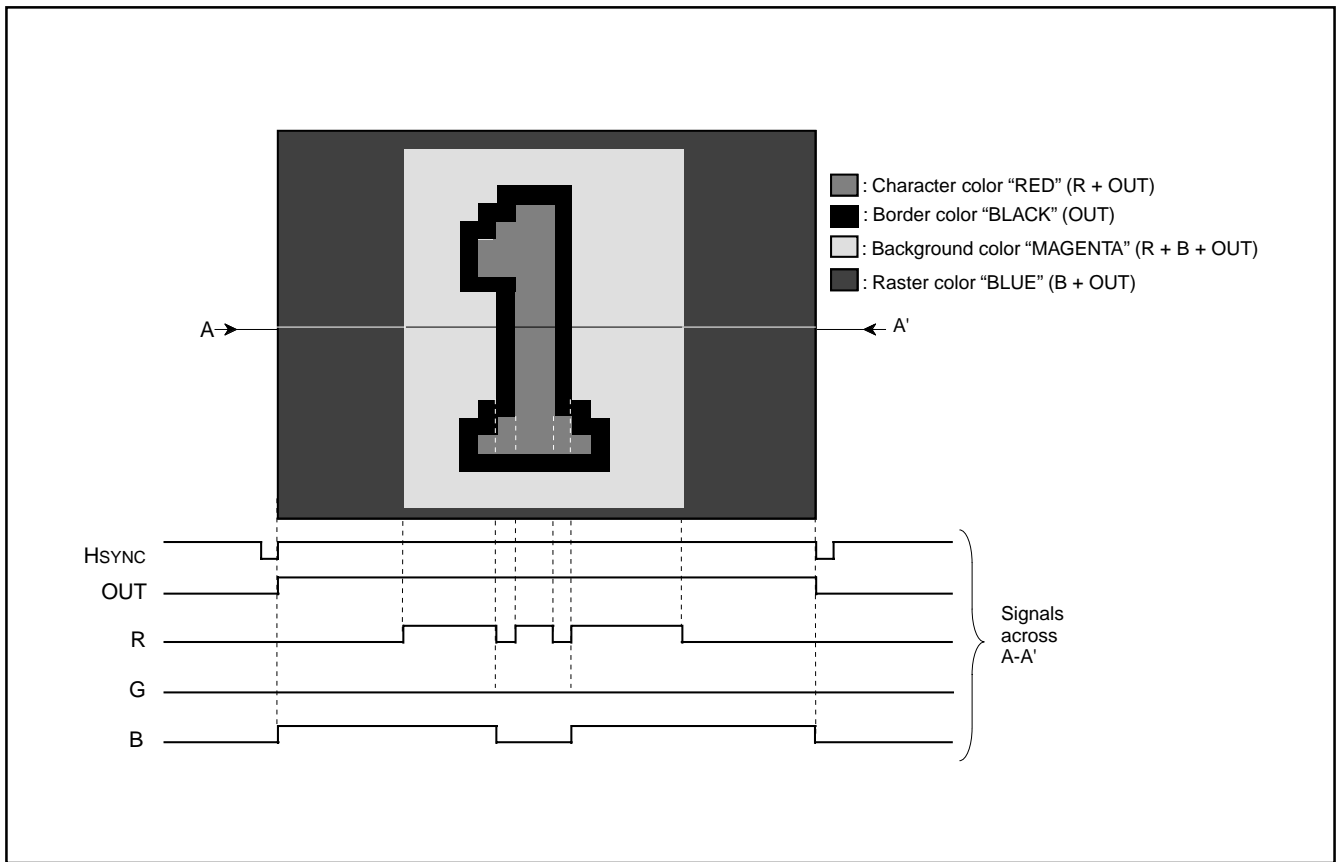 : Character color “RED” (R + OUT)
: Border color “BLACK” (OUT)
: Background color “MAGENTA” (R + B + OUT)
: Raster color “BLUE” (B + OUT)
A
A'
HSYNC
OUT
R
G
B
Signals
across
A-A'